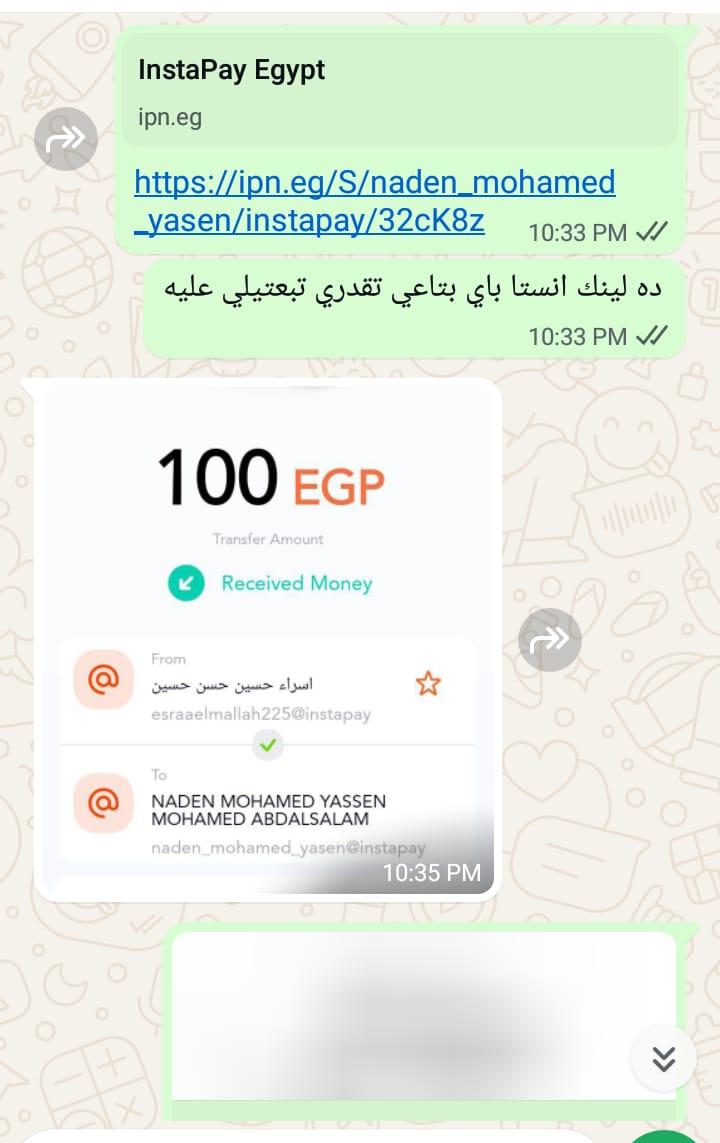 InstaPay Egypt
ipn.eg
https://ipn.eg/S/naden_mohamed
_yasen/instapay/32cK8z
10:33 PM
ده لينك انستا باي بتاعي تقدري تبعتيلي عليه
10:33 PM
100 EGP
Transfer Amount
Received Money
From
اسراء حسين حسن حسين
esraaelmallah225@instapay
To
NADEN MOHAMED YASSEN
MOHAMED ABDALSALAM
naden_mohamed_yasen@instapay
10:35 PM